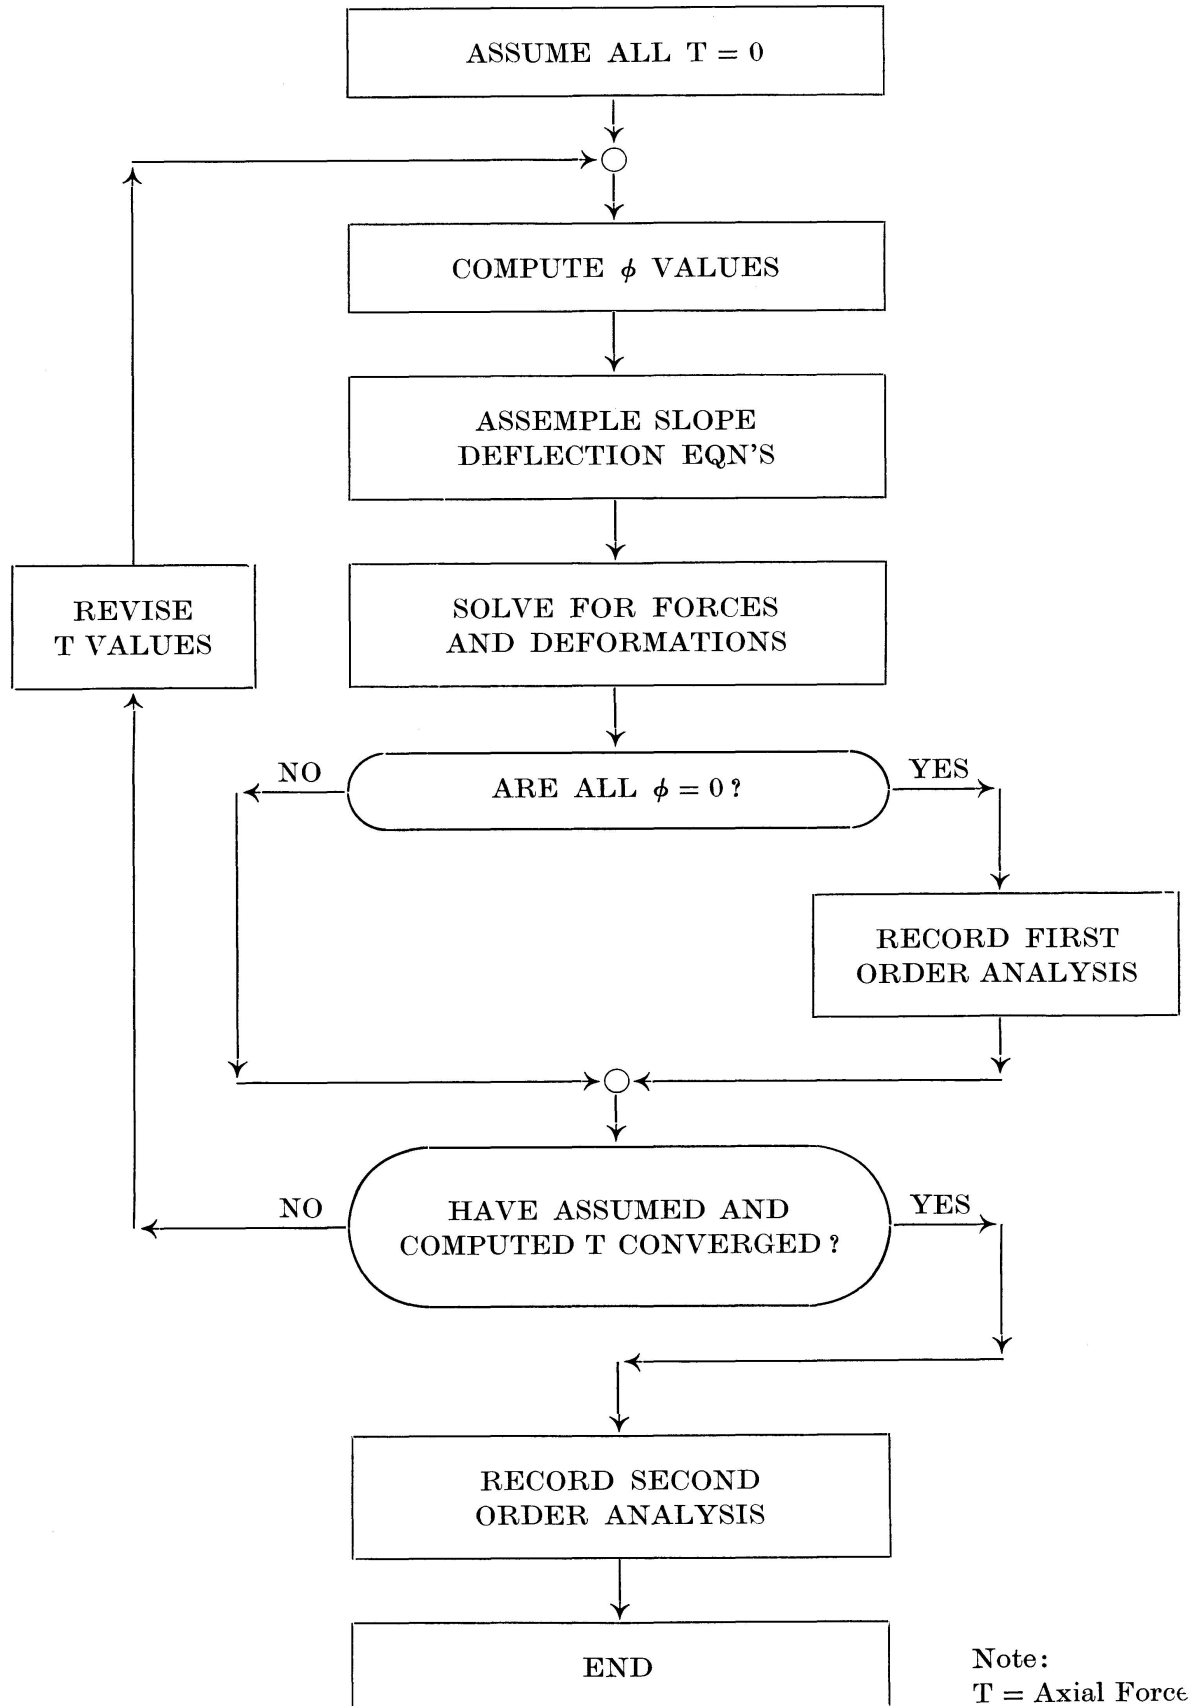 ASSUME ALL T = 0
COMPUTE ϕ VALUES
ASSEMPLE SLOPE
DEFLECTION EQN'S
REVISE
T VALUES
SOLVE FOR FORCES
AND DEFORMATIONS
NO
ARE ALL ϕ = 0?
YES
RECORD FIRST
ORDER ANALYSIS
NO
HAVE ASSUMED AND
COMPUTED T CONVERGED?
YES
RECORD SECOND
ORDER ANALYSIS
END
Note:
T = Axial Force